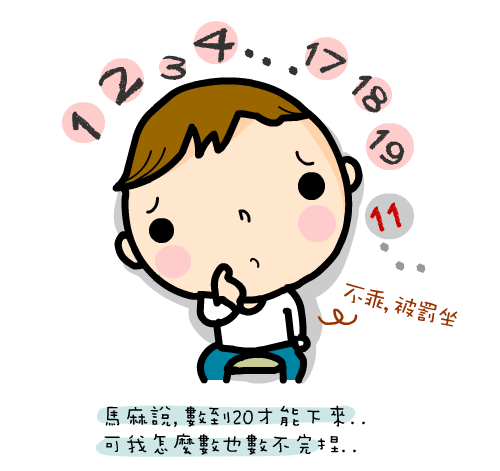 1 2 3 4 ... 17 18 19 11 ...
不乖,被罰坐
馬麻說,數到20才能下來..
可我怎麼數也數不完捏..